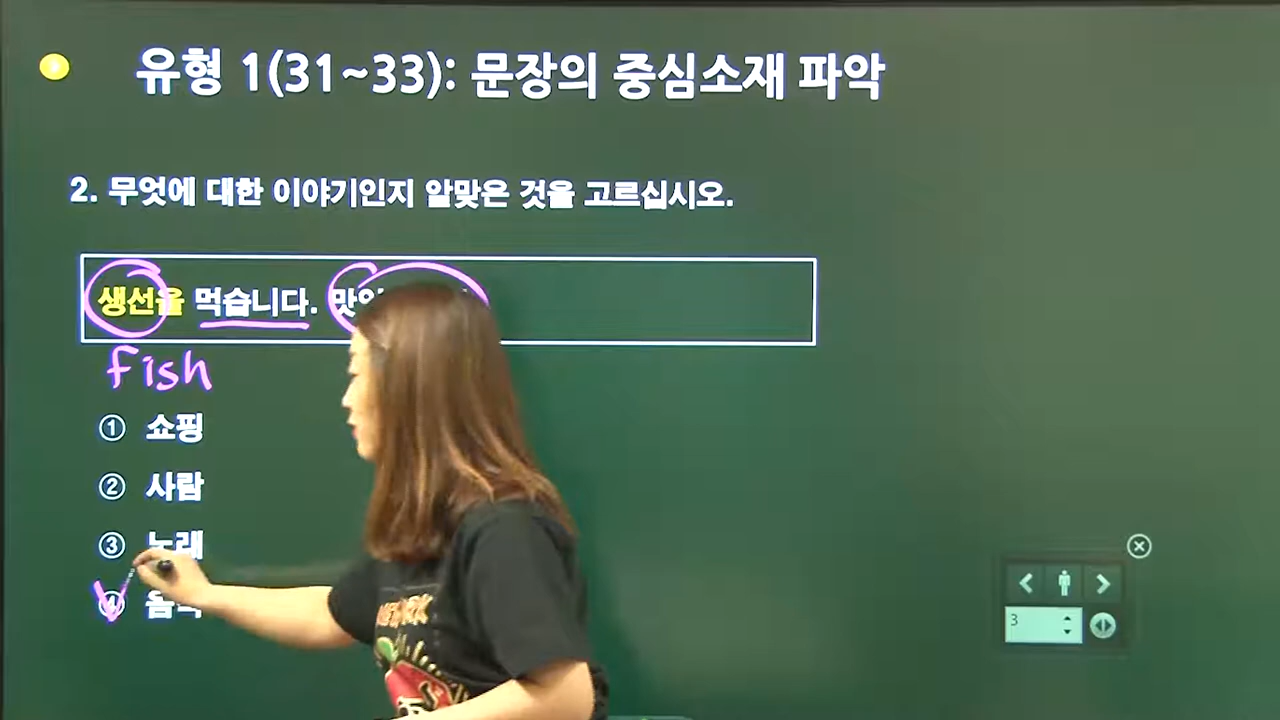 유형 1(31~33): 문장의 중심소재 파악
2. 무엇에 대한 이야기인지 알맞은 것을 고르십시오.
생선을 먹습니다.
fish
① 쇼핑
② 사람
③ 노래
④
3